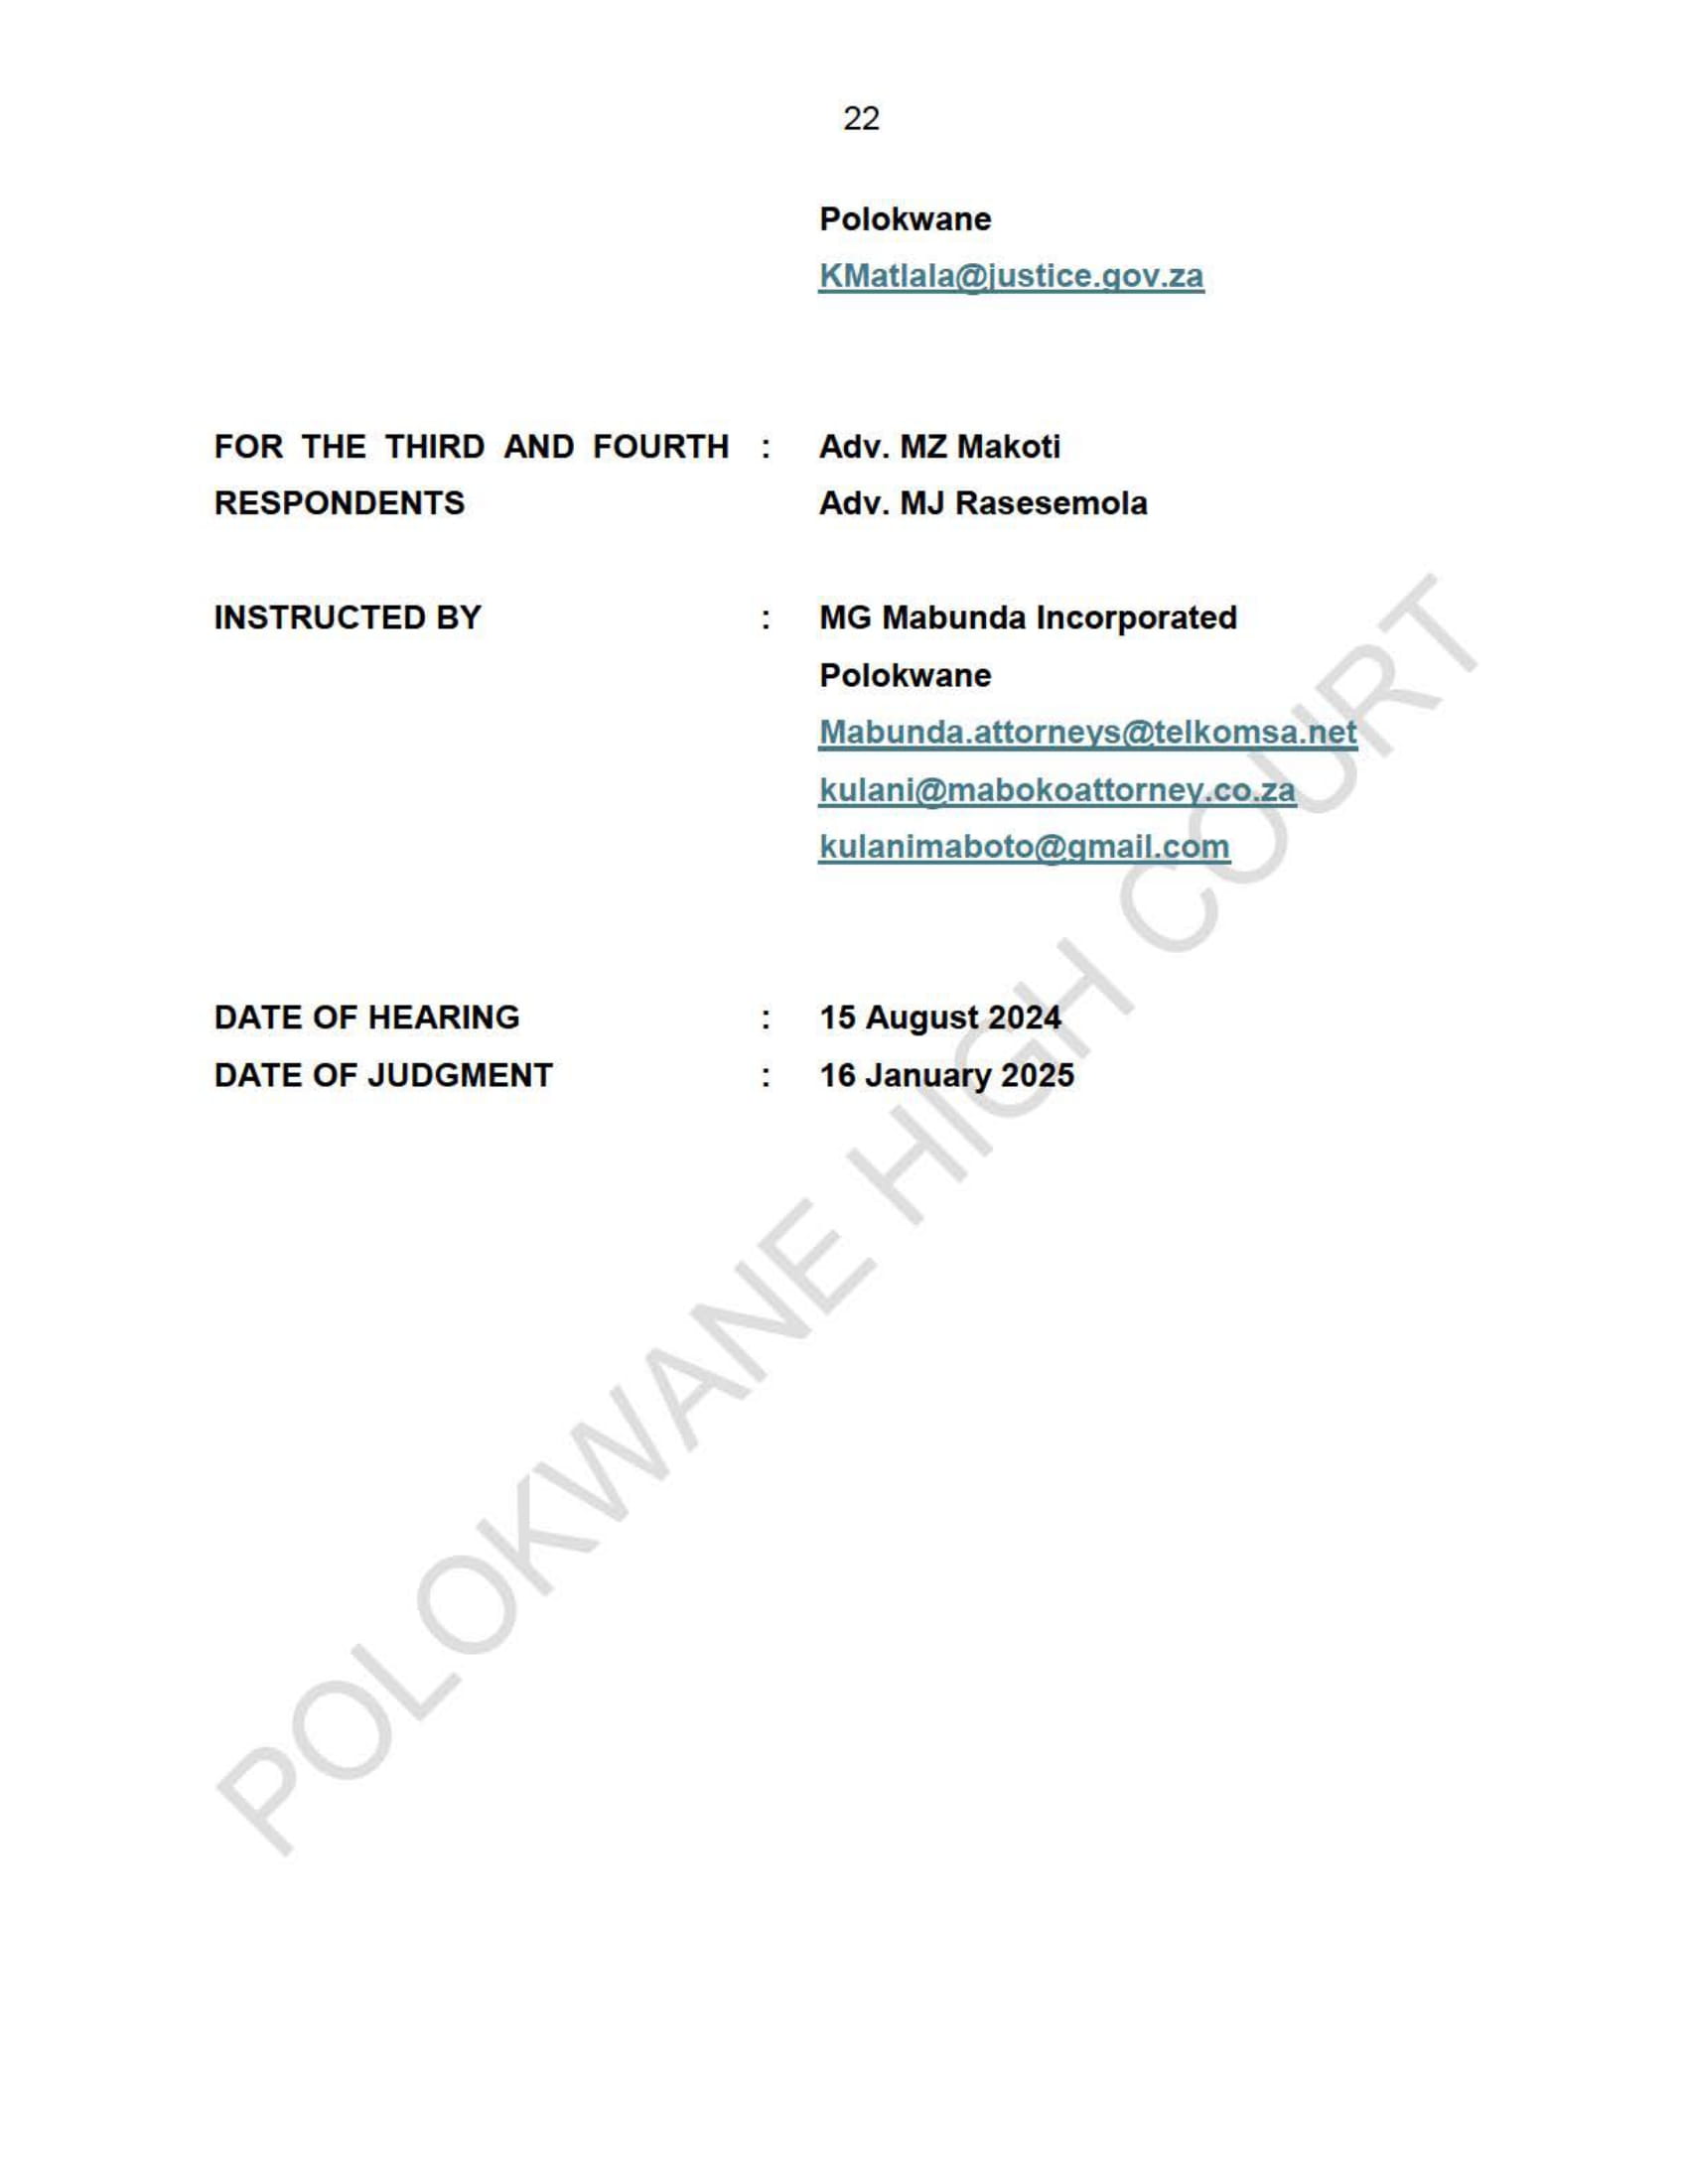 22
Polokwane
KMatlala@justice.gov.za
FOR THE THIRD AND FOURTH : Adv. MZ Makoti
RESPONDENTS Adv. MJ Rasesemola
INSTRUCTED BY : MG Mabunda Incorporated
Polokwane
Mabunda.attorneys@telkomsa.net
kulani@mabokoattorney.co.za
kulanimaboto@gmail.com
DATE OF HEARING : 15 August 2024
DATE OF JUDGMENT : 16 January 2025
POLOKWANE HIGH COURT